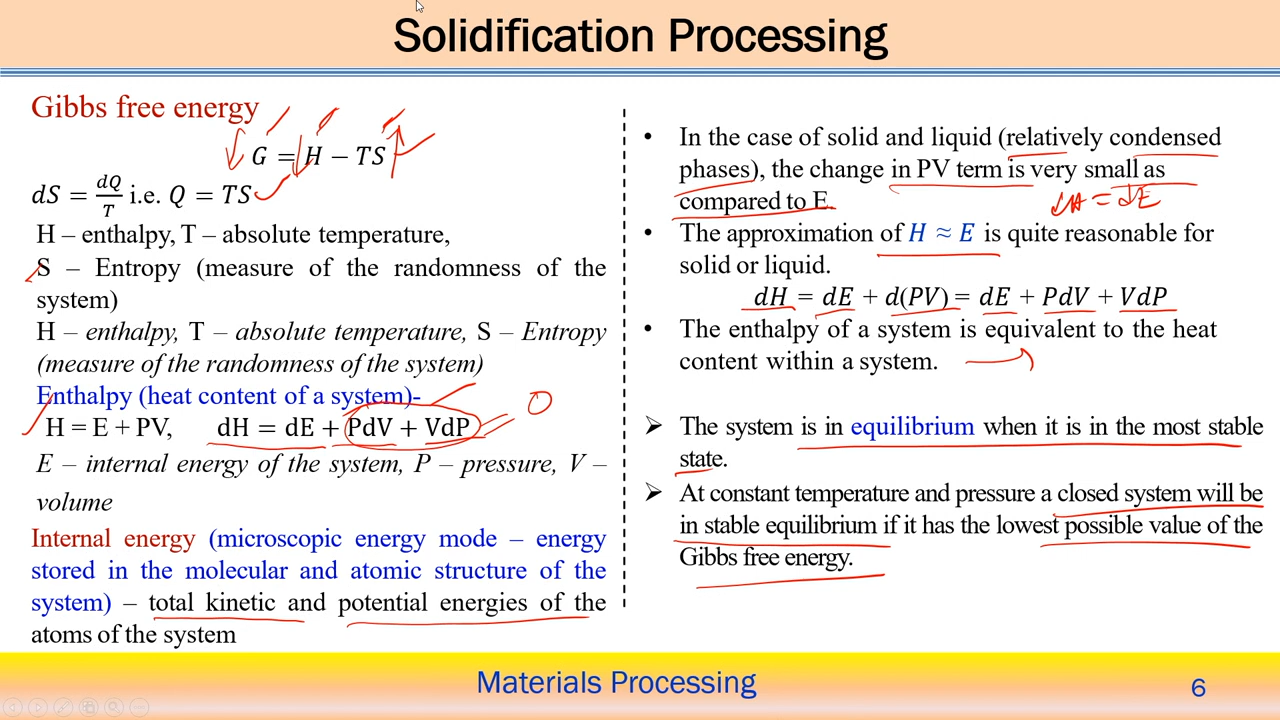 Solidification Processing
Gibbs free energy
G = H − TS
dS = dQ/T i.e. Q = TS
H – enthalpy, T – absolute temperature,
S – Entropy (measure of the randomness of the
system)
H – enthalpy, T – absolute temperature, S – Entropy
(measure of the randomness of the system)
Enthalpy (heat content of a system)-
H = E + PV, dH = dE + PdV + VdP
0
E – internal energy of the system, P – pressure, V –
volume
Internal energy (microscopic energy mode – energy
stored in the molecular and atomic structure of the
system) – total kinetic and potential energies of the
atoms of the system
• In the case of solid and liquid (relatively condensed
phases), the change in PV term is very small as
compared to E.
dH = dE
• The approximation of H ≈ E is quite reasonable for
solid or liquid.
dH = dE + d(PV) = dE + PdV + VdP
• The enthalpy of a system is equivalent to the heat
content within a system.
➢ The system is in equilibrium when it is in the most stable
state.
➢ At constant temperature and pressure a closed system will be
in stable equilibrium if it has the lowest possible value of the
Gibbs free energy.
Materials Processing
6